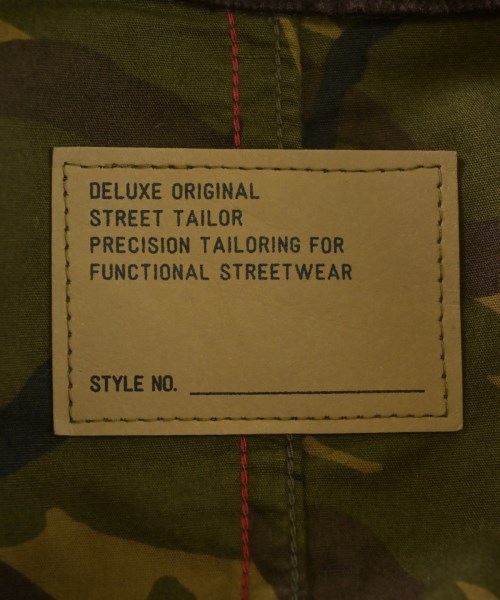 DELUXE ORIGINAL
STREET TAILOR
PRECISION TAILORING FOR
FUNCTIONAL STREETWEAR
STYLE NO.